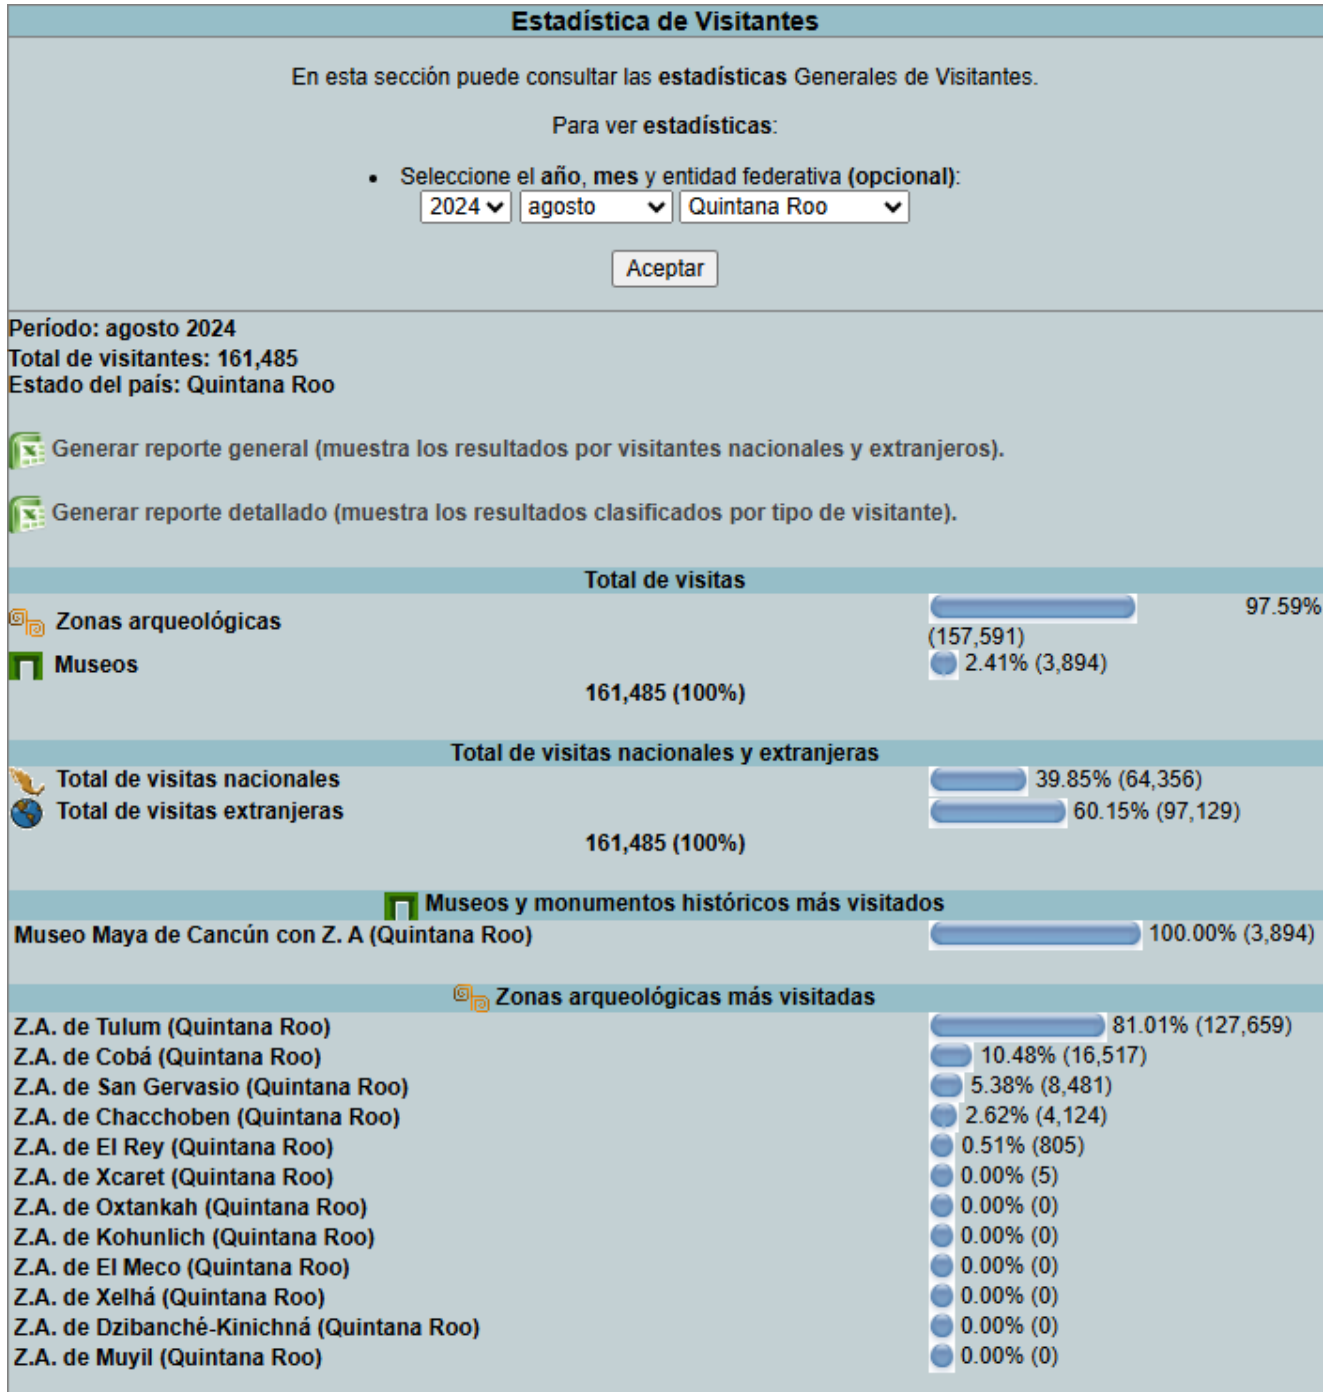 Estadística de Visitantes
En esta sección puede consultar las estadísticas Generales de Visitantes.
Para ver estadísticas:
• Seleccione el año, mes y entidad federativa (opcional):
2024 agosto Quintana Roo
Aceptar
Período: agosto 2024
Total de visitantes: 161,485
Estado del país: Quintana Roo
Generar reporte general (muestra los resultados por visitantes nacionales y extranjeros).
Generar reporte detallado (muestra los resultados clasificados por tipo de visitante).
Total de visitas
Zonas arqueológicas 97.59%
(157,591)
Museos 2.41% (3,894)
161,485 (100%)
Total de visitas nacionales y extranjeras
Total de visitas nacionales 39.85% (64,356)
Total de visitas extranjeras 60.15% (97,129)
161,485 (100%)
Museos y monumentos históricos más visitados
Museo Maya de Cancún con Z. A (Quintana Roo) 100.00% (3,894)
Zonas arqueológicas más visitadas
Z.A. de Tulum (Quintana Roo) 81.01% (127,659)
Z.A. de Cobá (Quintana Roo) 10.48% (16,517)
Z.A. de San Gervasio (Quintana Roo) 5.38% (8,481)
Z.A. de Chacchoben (Quintana Roo) 2.62% (4,124)
Z.A. de El Rey (Quintana Roo) 0.51% (805)
Z.A. de Xcaret (Quintana Roo) 0.00% (5)
Z.A. de Oxtankah (Quintana Roo) 0.00% (0)
Z.A. de Kohunlich (Quintana Roo) 0.00% (0)
Z.A. de El Meco (Quintana Roo) 0.00% (0)
Z.A. de Xelhá (Quintana Roo) 0.00% (0)
Z.A. de Dzibanché-Kinichná (Quintana Roo) 0.00% (0)
Z.A. de Muyil (Quintana Roo) 0.00% (0)